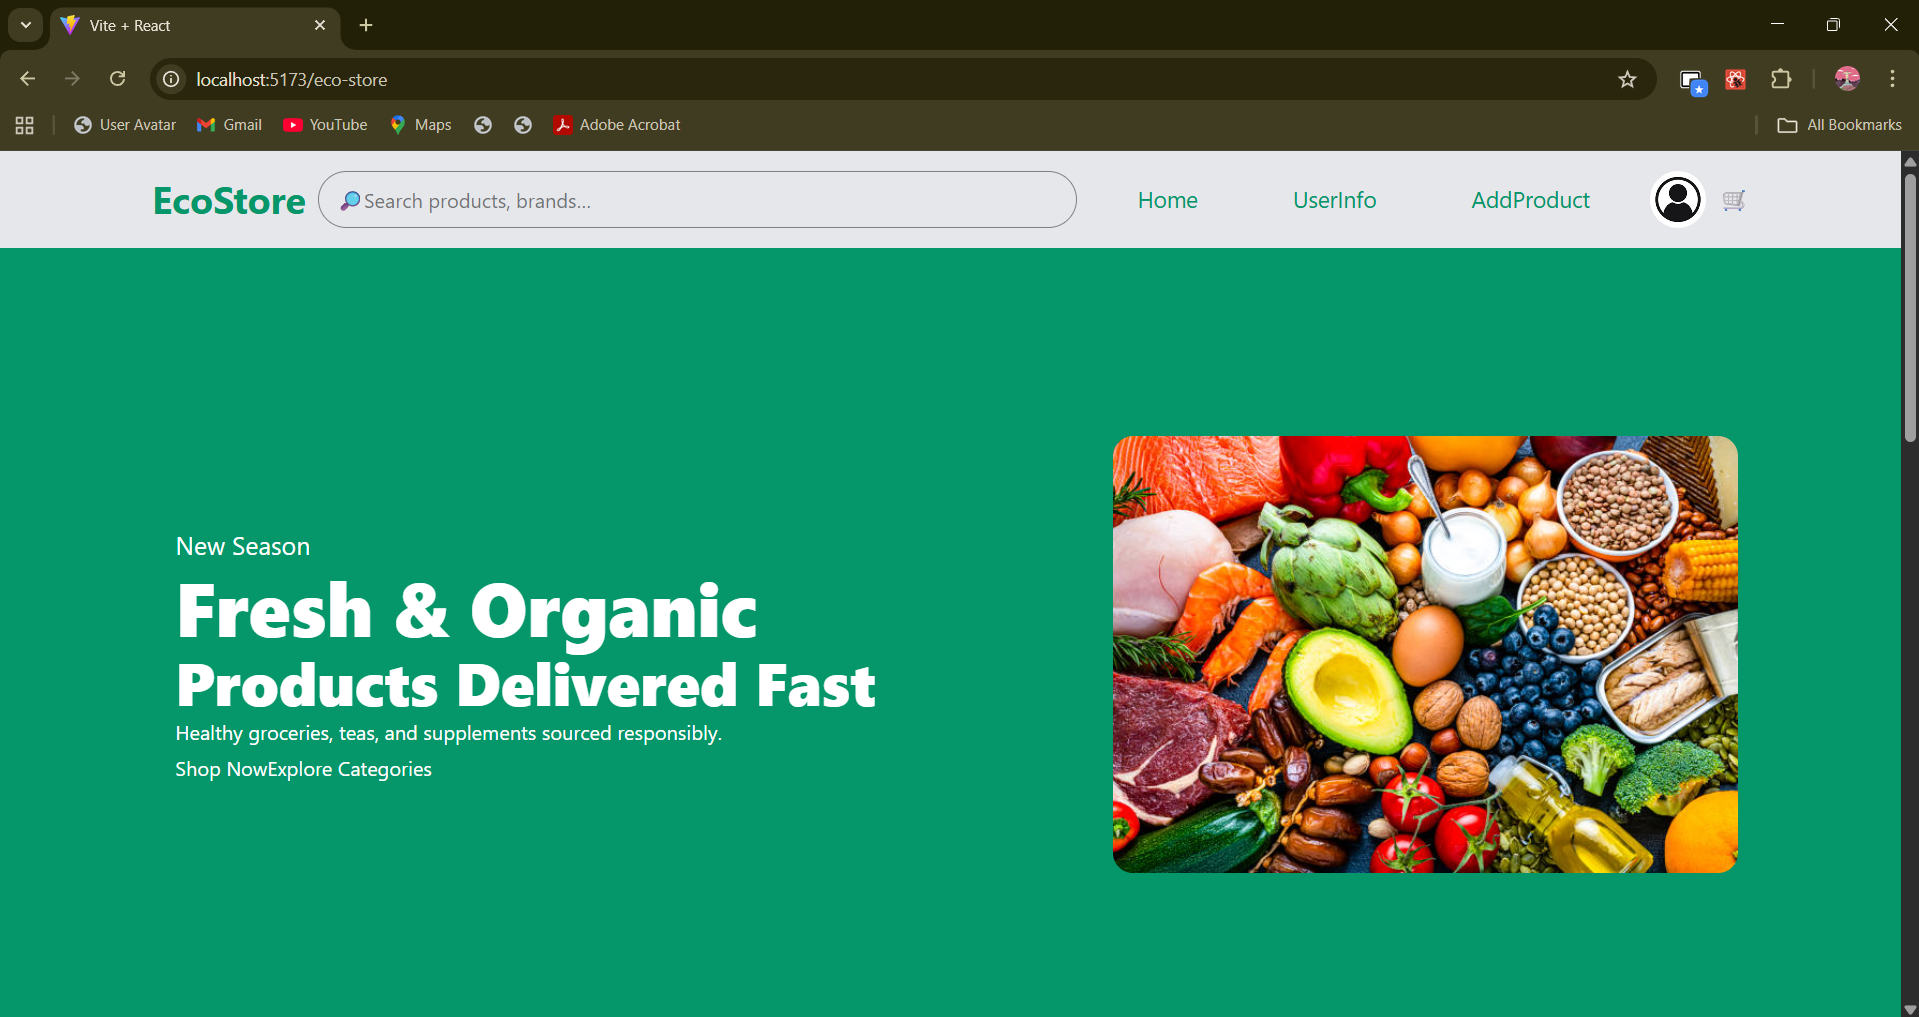 Vite + React
localhost:5173/eco-store
User Avatar Gmail YouTube Maps Adobe Acrobat All Bookmarks
EcoStore Search products, brands... Home UserInfo AddProduct
New Season
Fresh & Organic
Products Delivered Fast
Healthy groceries, teas, and supplements sourced responsibly.
Shop NowExplore Categories